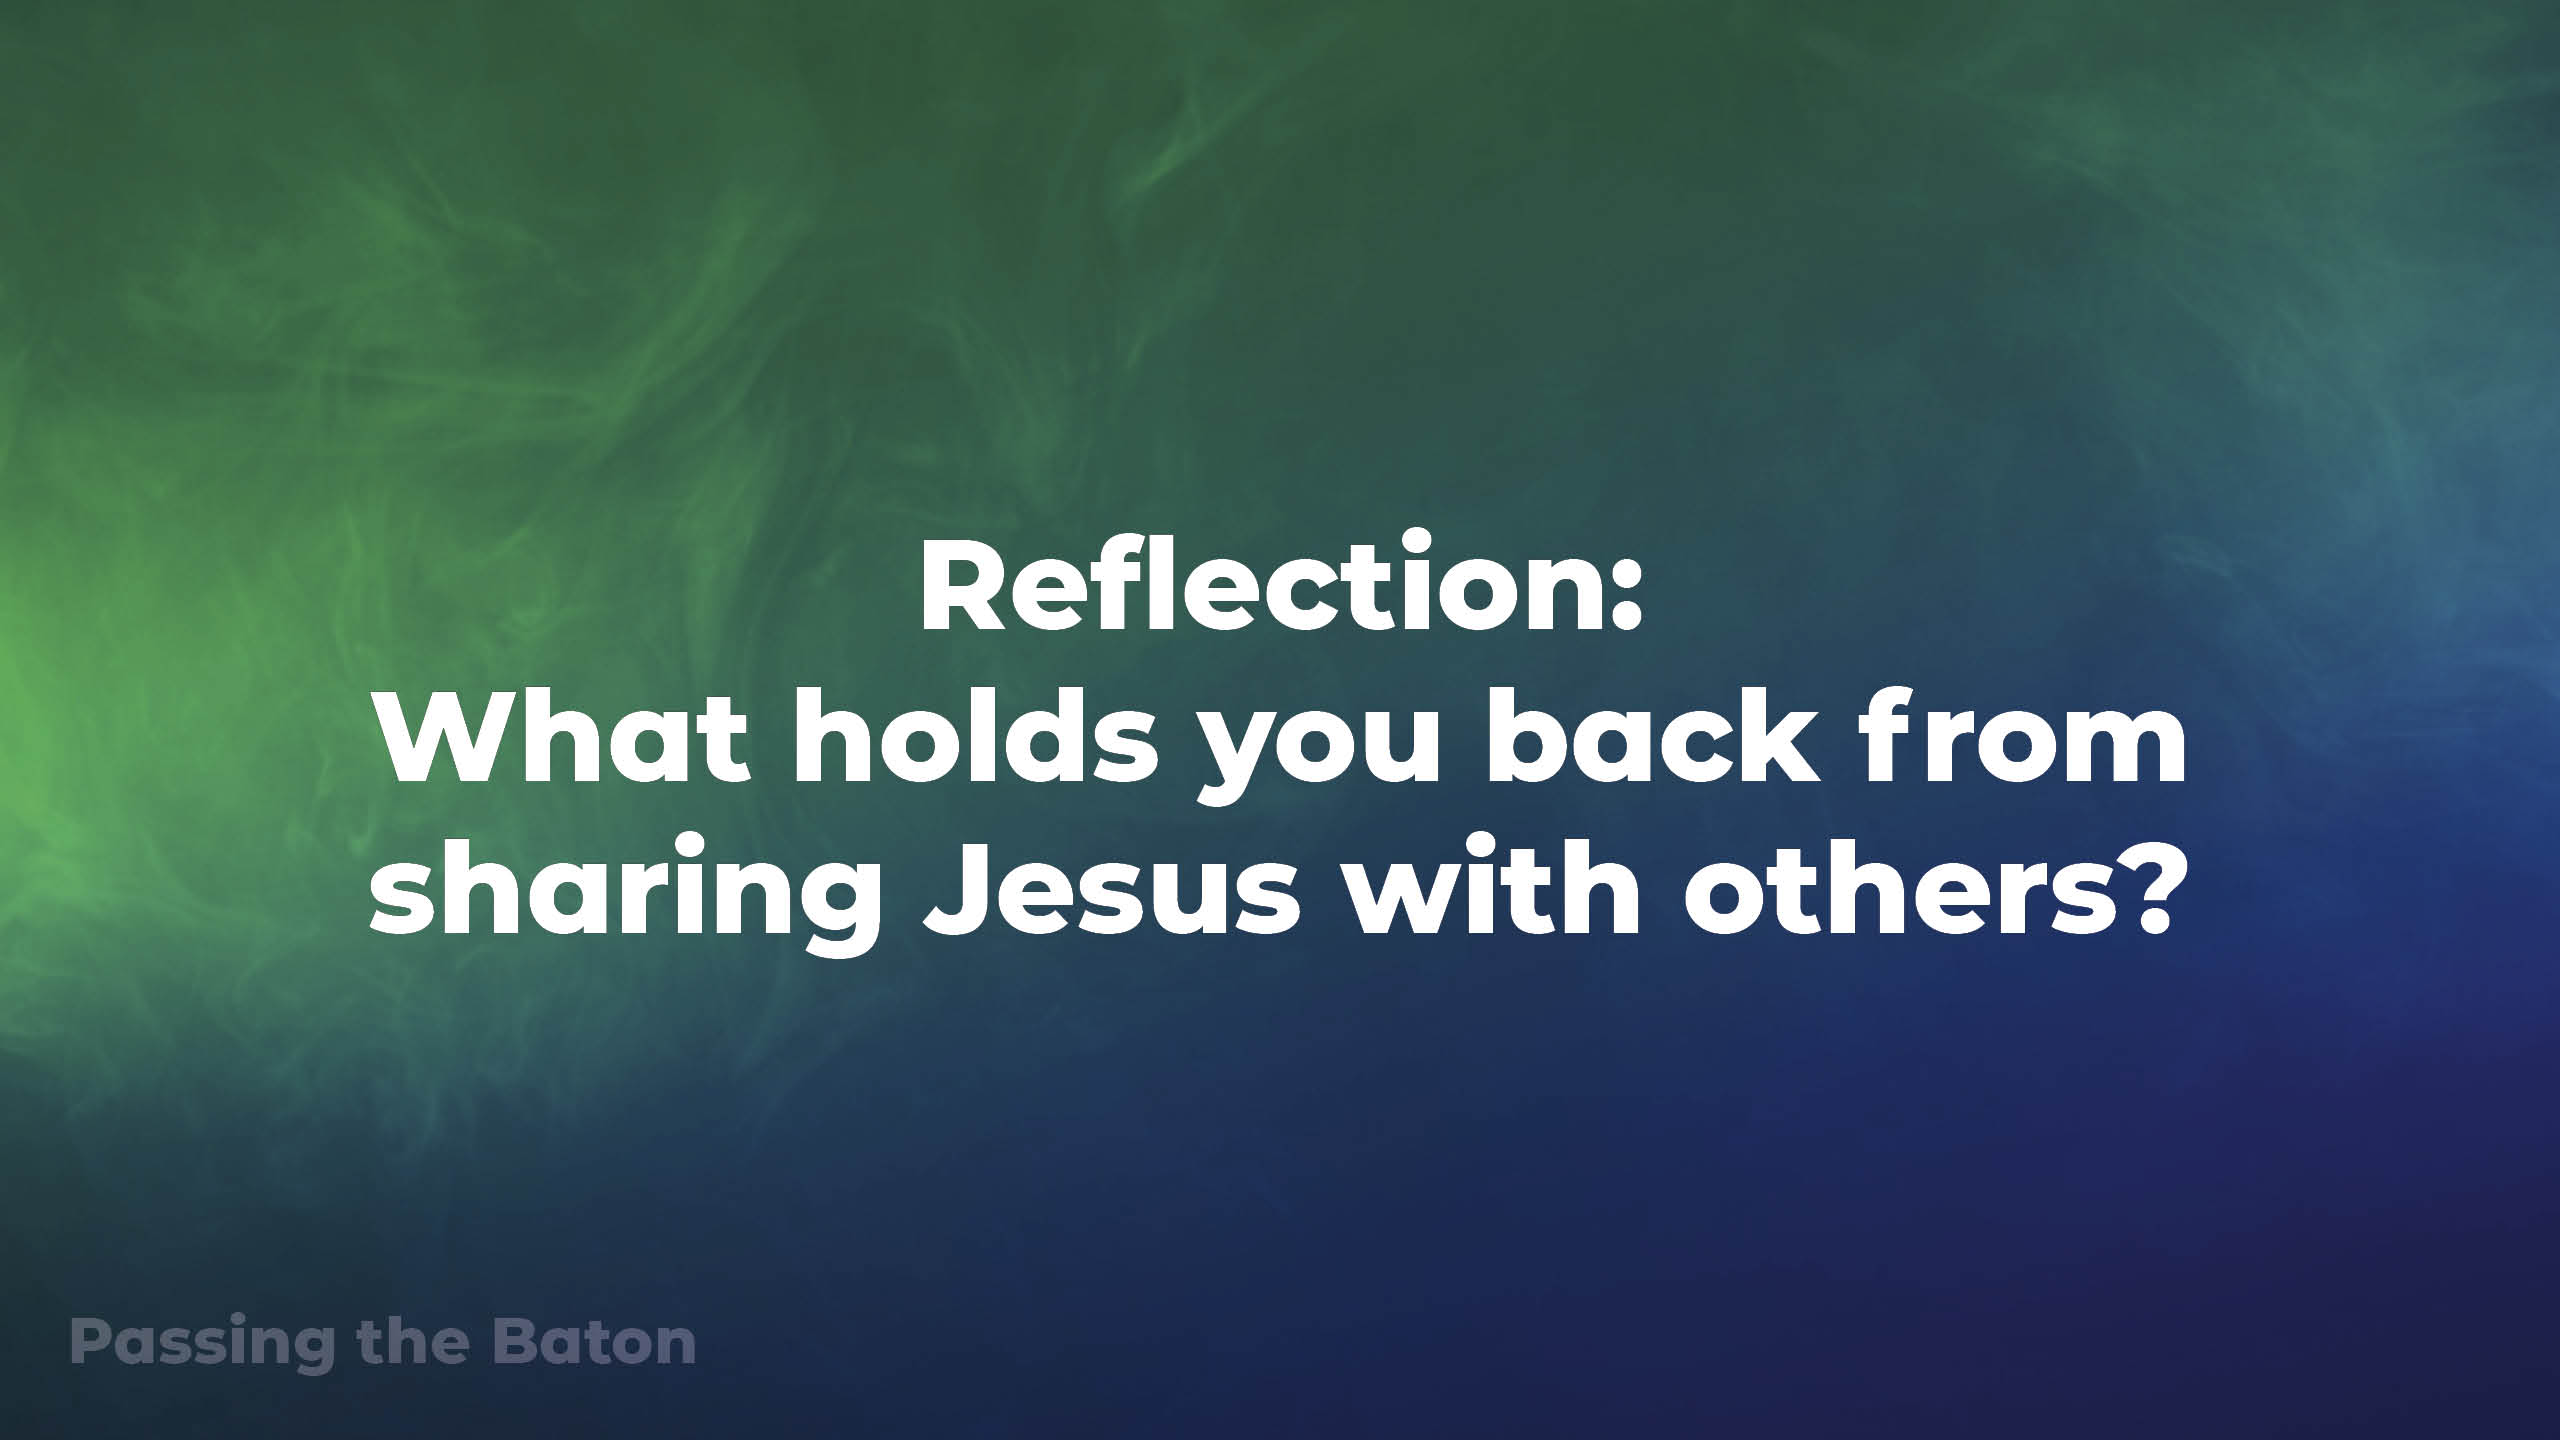 Reflection:
What holds you back from
sharing Jesus with others?
Passing the Baton